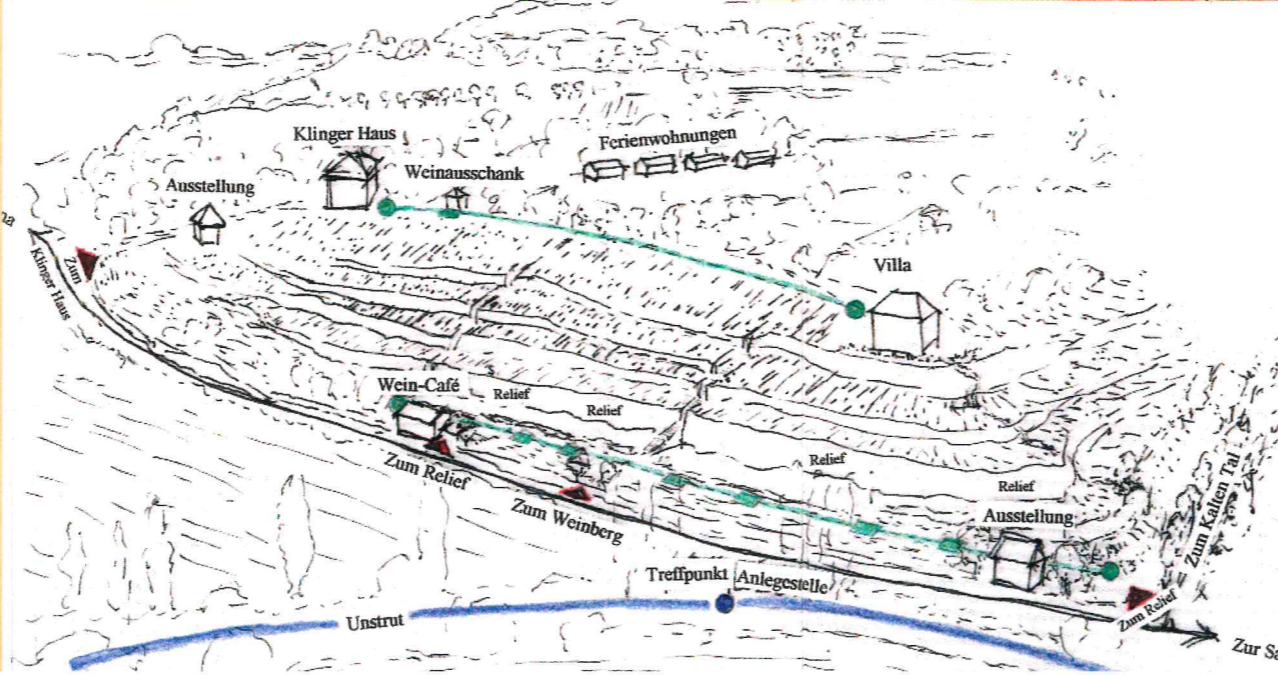 Klinger Haus
Ferienwohnungen
Weinausschank
Ausstellung
Zum
Klinger Haus
Villa
Wein-Café
Relief
Relief
Relief
Relief
Zum Relief
Zum Weinberg
Ausstellung
Zum Kalten Tal
Treffpunkt Anlegestelle
Unstrut
Zum Relief
Zur